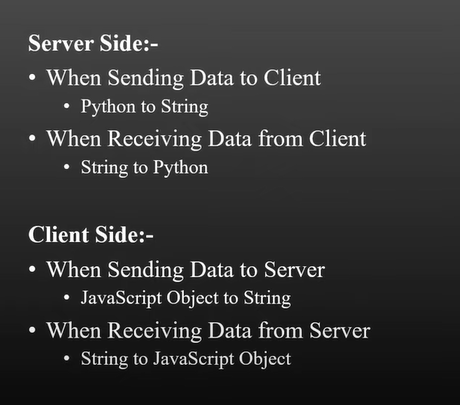 Server Side:-
• When Sending Data to Client
• Python to String
• When Receiving Data from Client
• String to Python
Client Side:-
• When Sending Data to Server
• JavaScript Object to String
• When Receiving Data from Server
• String to JavaScript Object